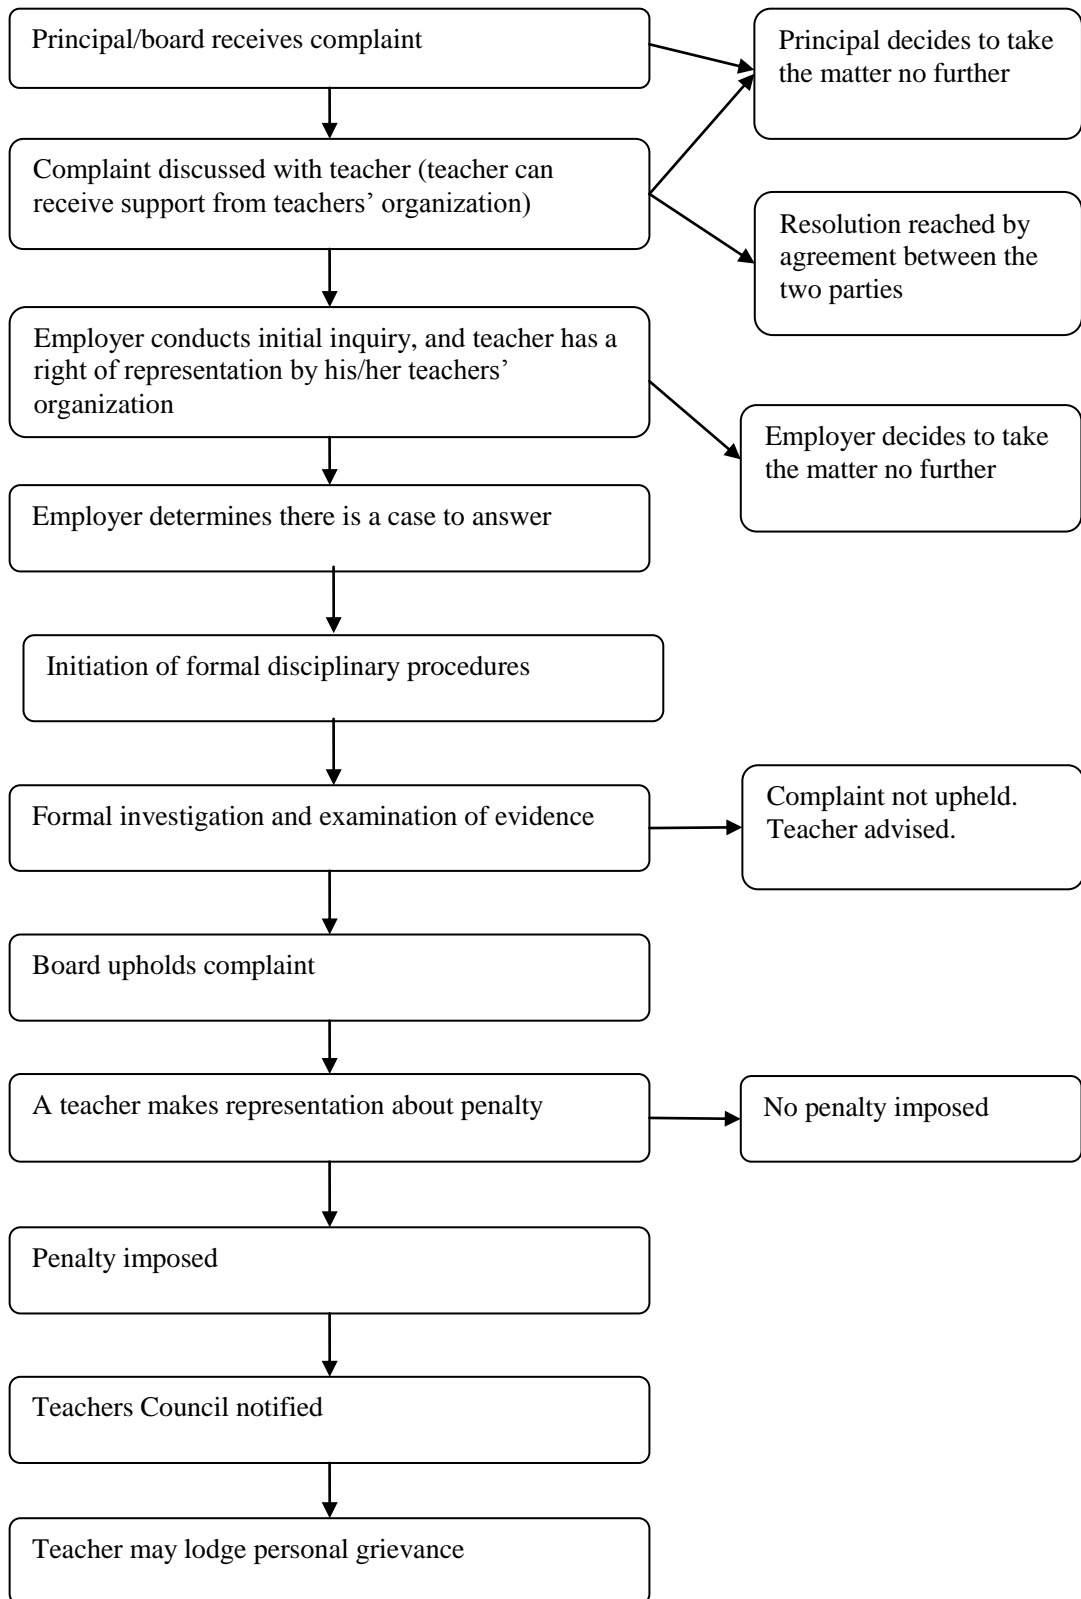 Principal/board receives complaint
Principal decides to take
the matter no further
Complaint discussed with teacher (teacher can
receive support from teachers’ organization)
Resolution reached by
agreement between the
two parties
Employer conducts initial inquiry, and teacher has a
right of representation by his/her teachers’
organization
Employer decides to take
the matter no further
Employer determines there is a case to answer
Initiation of formal disciplinary procedures
Formal investigation and examination of evidence
Complaint not upheld.
Teacher advised.
Board upholds complaint
A teacher makes representation about penalty
No penalty imposed
Penalty imposed
Teachers Council notified
Teacher may lodge personal grievance